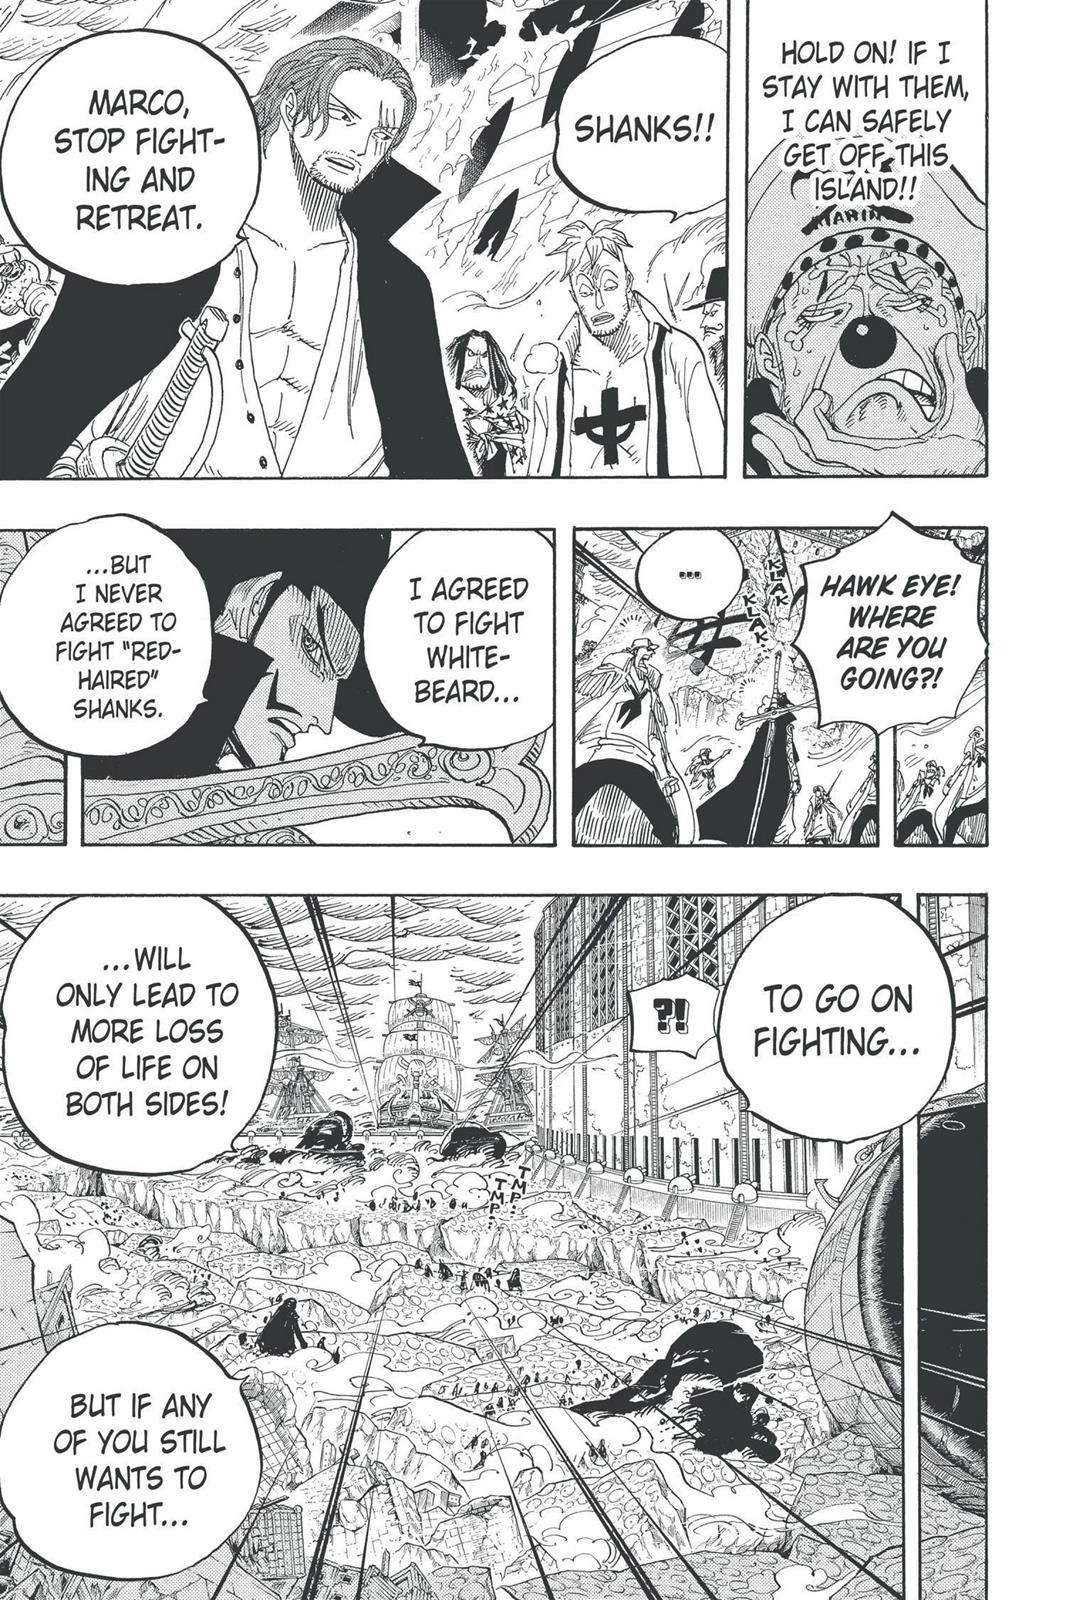 HOLD ON! IF I
STAY WITH THEM,
I CAN SAFELY
GET OFF THIS
ISLAND!!
MARIN
SHANKS!!
MARCO,
STOP FIGHT-
ING AND
RETREAT.
HAWK EYE!
WHERE
ARE YOU
GOING?!
KLAK
KLAK...
...
I AGREED
TO FIGHT
WHITE-
BEARD...
...BUT
I NEVER
AGREED TO
FIGHT "RED-
HAIRED"
SHANKS.
TO GO ON
FIGHTING...
?!
...WILL
ONLY LEAD TO
MORE LOSS
OF LIFE ON
BOTH SIDES!
TMP...
TMP...
BUT IF ANY
OF YOU STILL
WANTS TO
FIGHT...